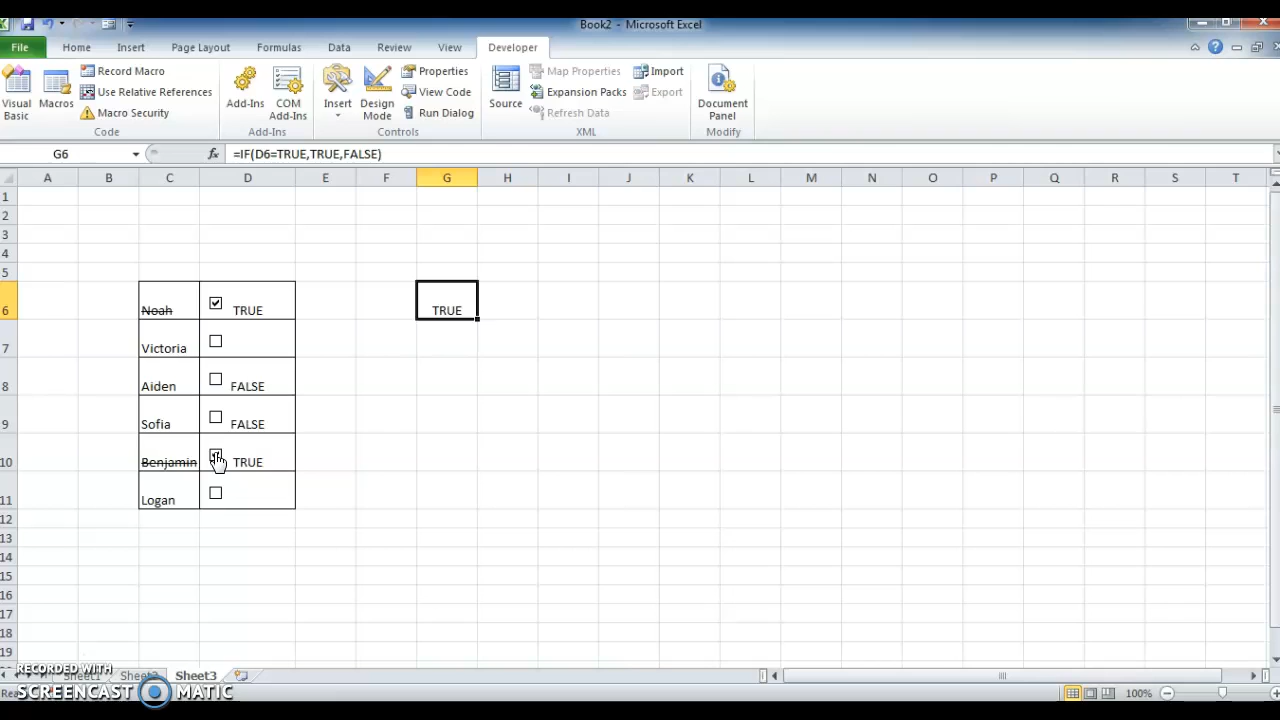 Book2 - Microsoft Excel
File Home Insert Page Layout Formulas Data Review View Developer
Visual Basic
Macros
Record Macro
Use Relative References
Macro Security
Code
Add-Ins
COM Add-Ins
Add-Ins
Insert
Design Mode
Properties
View Code
Run Dialog
Controls
Source
Map Properties
Expansion Packs
Refresh Data
Import
Export
XML
Document Panel
Modify
G6 fx =IF(D6=TRUE,TRUE,FALSE)
A B C D E F G H I J K L M N O P Q R S T
1
2
3
4
5
6 Noah TRUE TRUE
7 Victoria
8 Aiden FALSE
9 Sofia FALSE
10 Benjamin TRUE
11 Logan
12
13
14
15
16
17
18
19
RECORDED WITH
Sheet1 Sheet2 Sheet3
SCREENCAST MATIC
100%